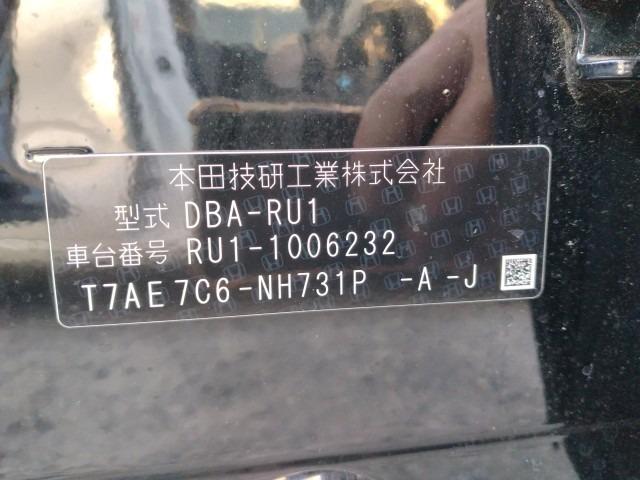 本田技研工業株式会社
型式 DBA-RU1
車台番号 RU1-1006232
T7AE7C6-NH731P -A-J